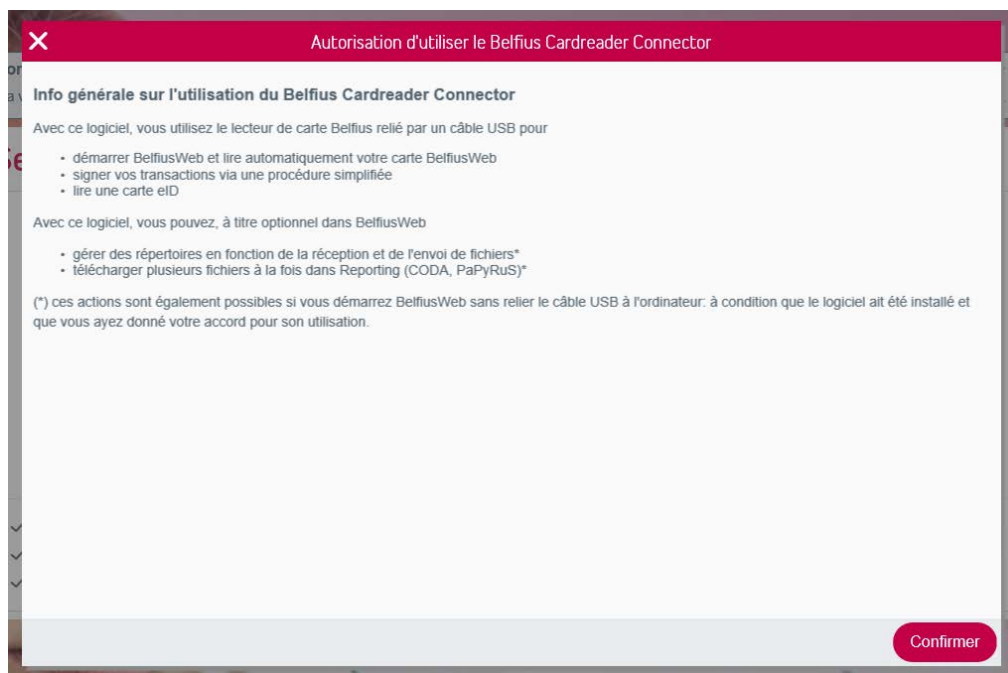 Autorisation d'utiliser le Belfius Cardreader Connector
Info générale sur l'utilisation du Belfius Cardreader Connector
Avec ce logiciel, vous utilisez le lecteur de carte Belfius relié par un câble USB pour
• démarrer BelfiusWeb et lire automatiquement votre carte BelfiusWeb
• signer vos transactions via une procédure simplifiée
• lire une carte eID
Avec ce logiciel, vous pouvez, à titre optionnel dans BelfiusWeb
• gérer des répertoires en fonction de la réception et de l'envoi de fichiers*
• télécharger plusieurs fichiers à la fois dans Reporting (CODA, PaPyRuS)*
(*) ces actions sont également possibles si vous démarrez BelfiusWeb sans relier le câble USB à l'ordinateur: à condition que le logiciel ait été installé et
que vous ayez donné votre accord pour son utilisation.
Confirmer